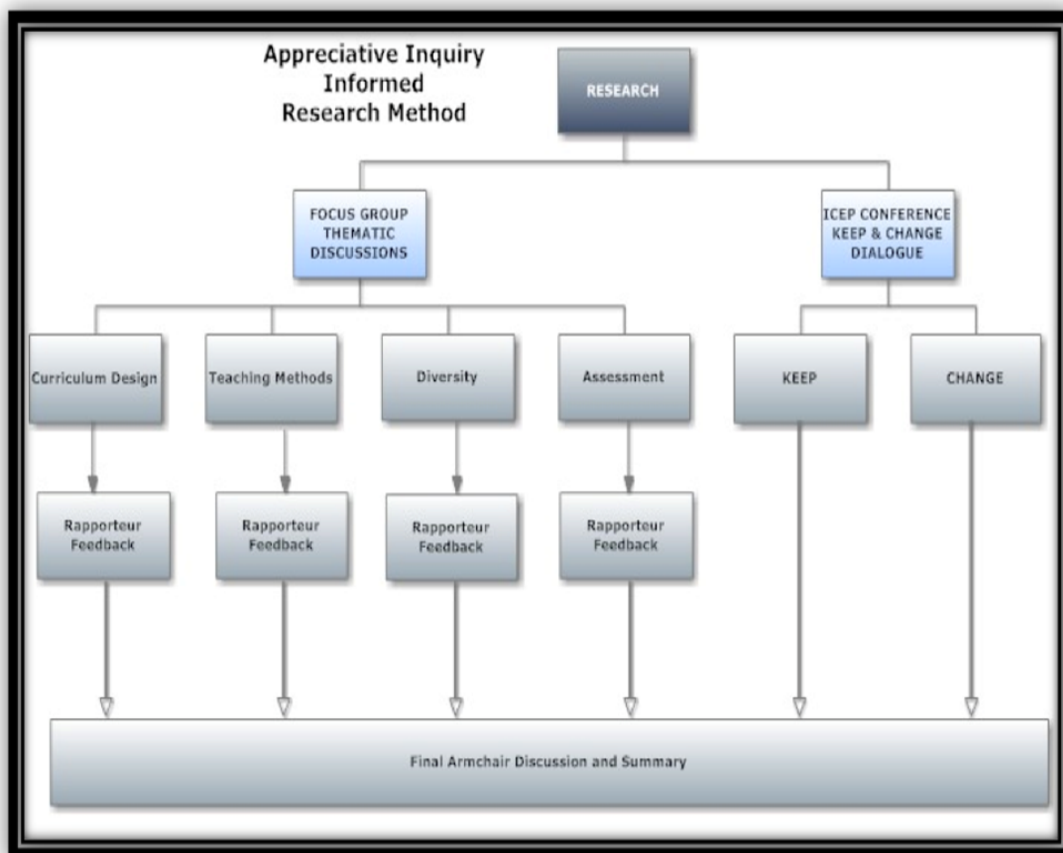 Appreciative Inquiry
Informed
Research Method
RESEARCH
FOCUS GROUP
THEMATIC
DISCUSSIONS
ICEP CONFERENCE
KEEP & CHANGE
DIALOGUE
Curriculum Design
Teaching Methods
Diversity
Assessment
KEEP
CHANGE
Rapporteur
Feedback
Rapporteur
Feedback
Rapporteur
Feedback
Rapporteur
Feedback
Final Armchair Discussion and Summary